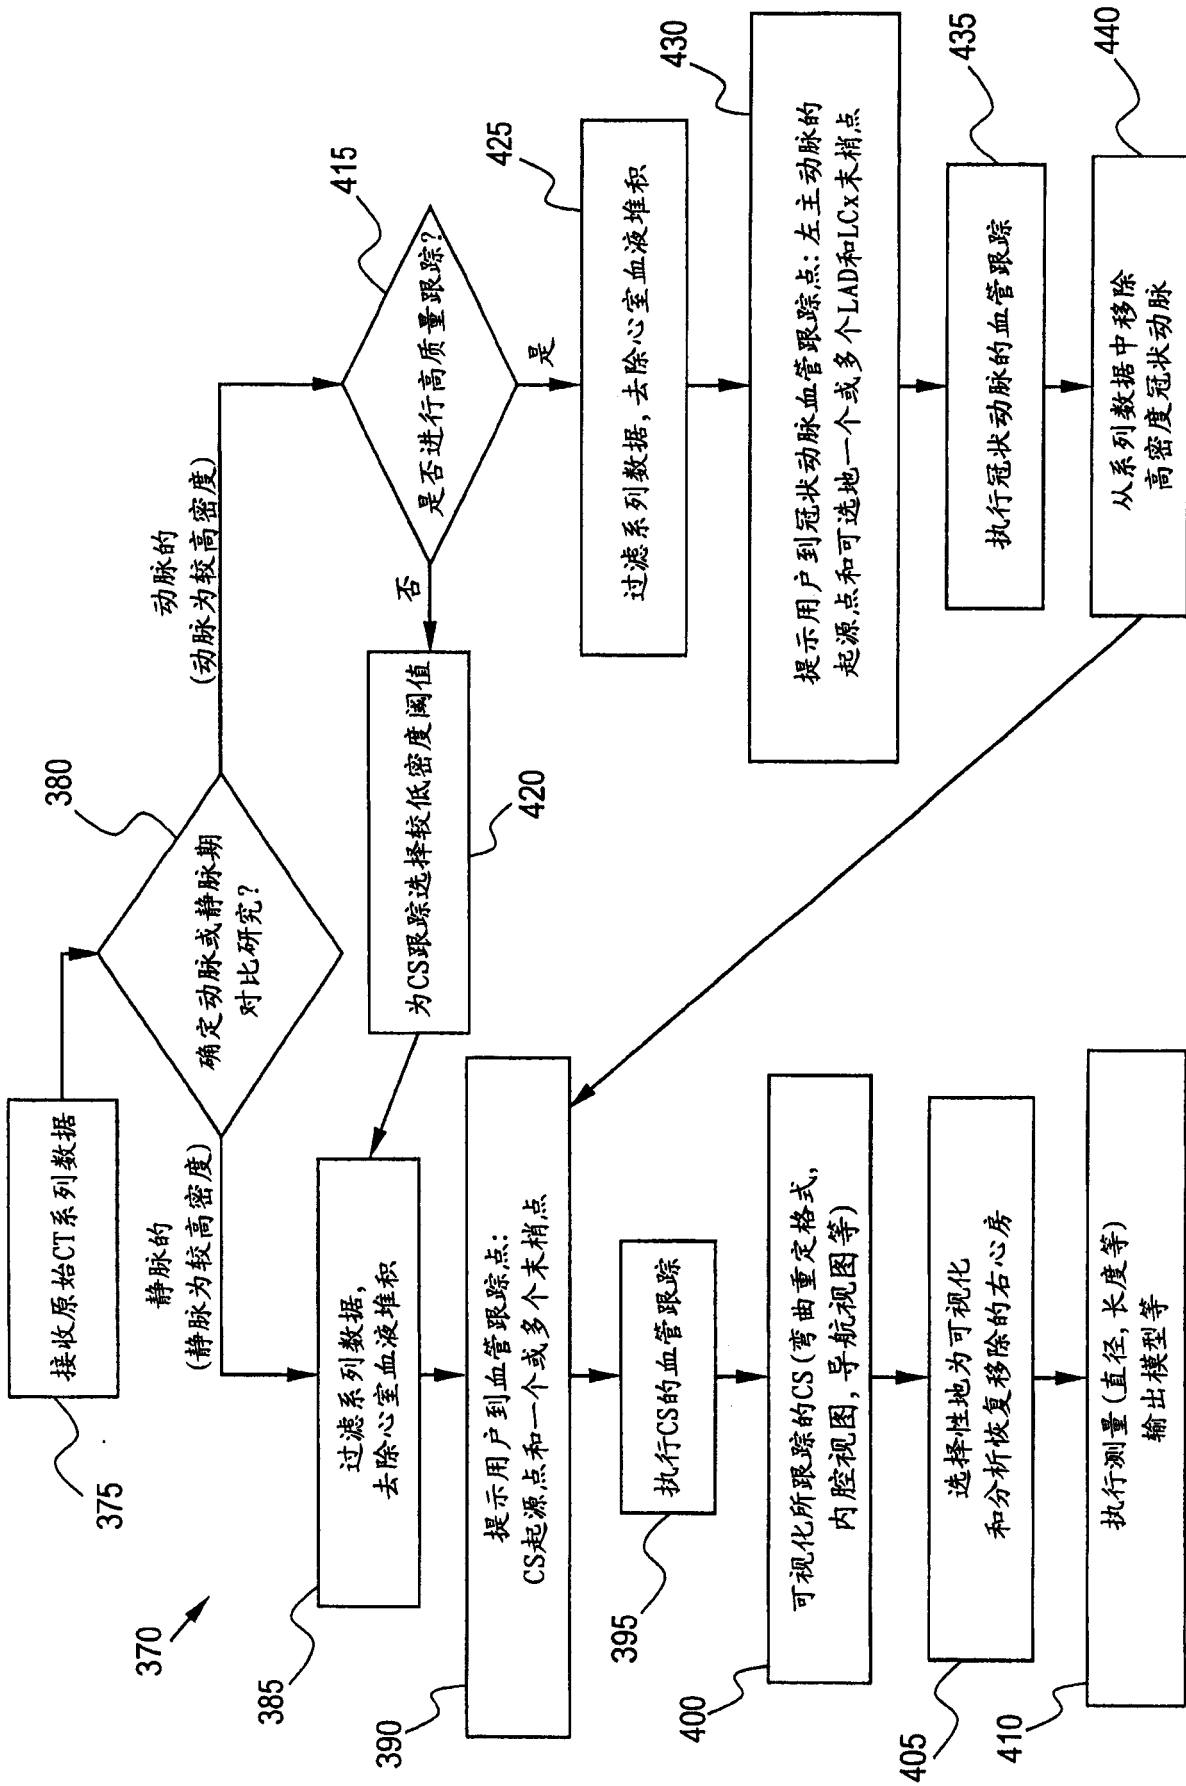 370
375
接收原始CT系列数据
380
确定动脉或静脉期
对比研究?
静脉的
(静脉为较高密度)
动脉的
(动脉为较高密度)
385
过滤系列数据,
去除心室血液堆积
390
提示用户到血管跟踪点:
CS起源点和一个或多个末梢点
395
执行CS的血管跟踪
400
可视化所跟踪的CS(弯曲重定格式,
内腔视图, 导航视图等)
405
选择性地为可视化
和分析恢复移除的右心房
410
执行测量(直径, 长度等)
输出模型等
415
是否进行高质量跟踪?
否
是
420
为CS跟踪选择较低密度阈值
425
过滤系列数据, 去除心室血液堆积
430
提示用户到冠状动脉血管跟踪点: 左主动脉的
起源点和可选地一个或多个LAD和LCx末梢点
435
执行冠状动脉的血管跟踪
440
从系列数据中移除
高密度冠状动脉